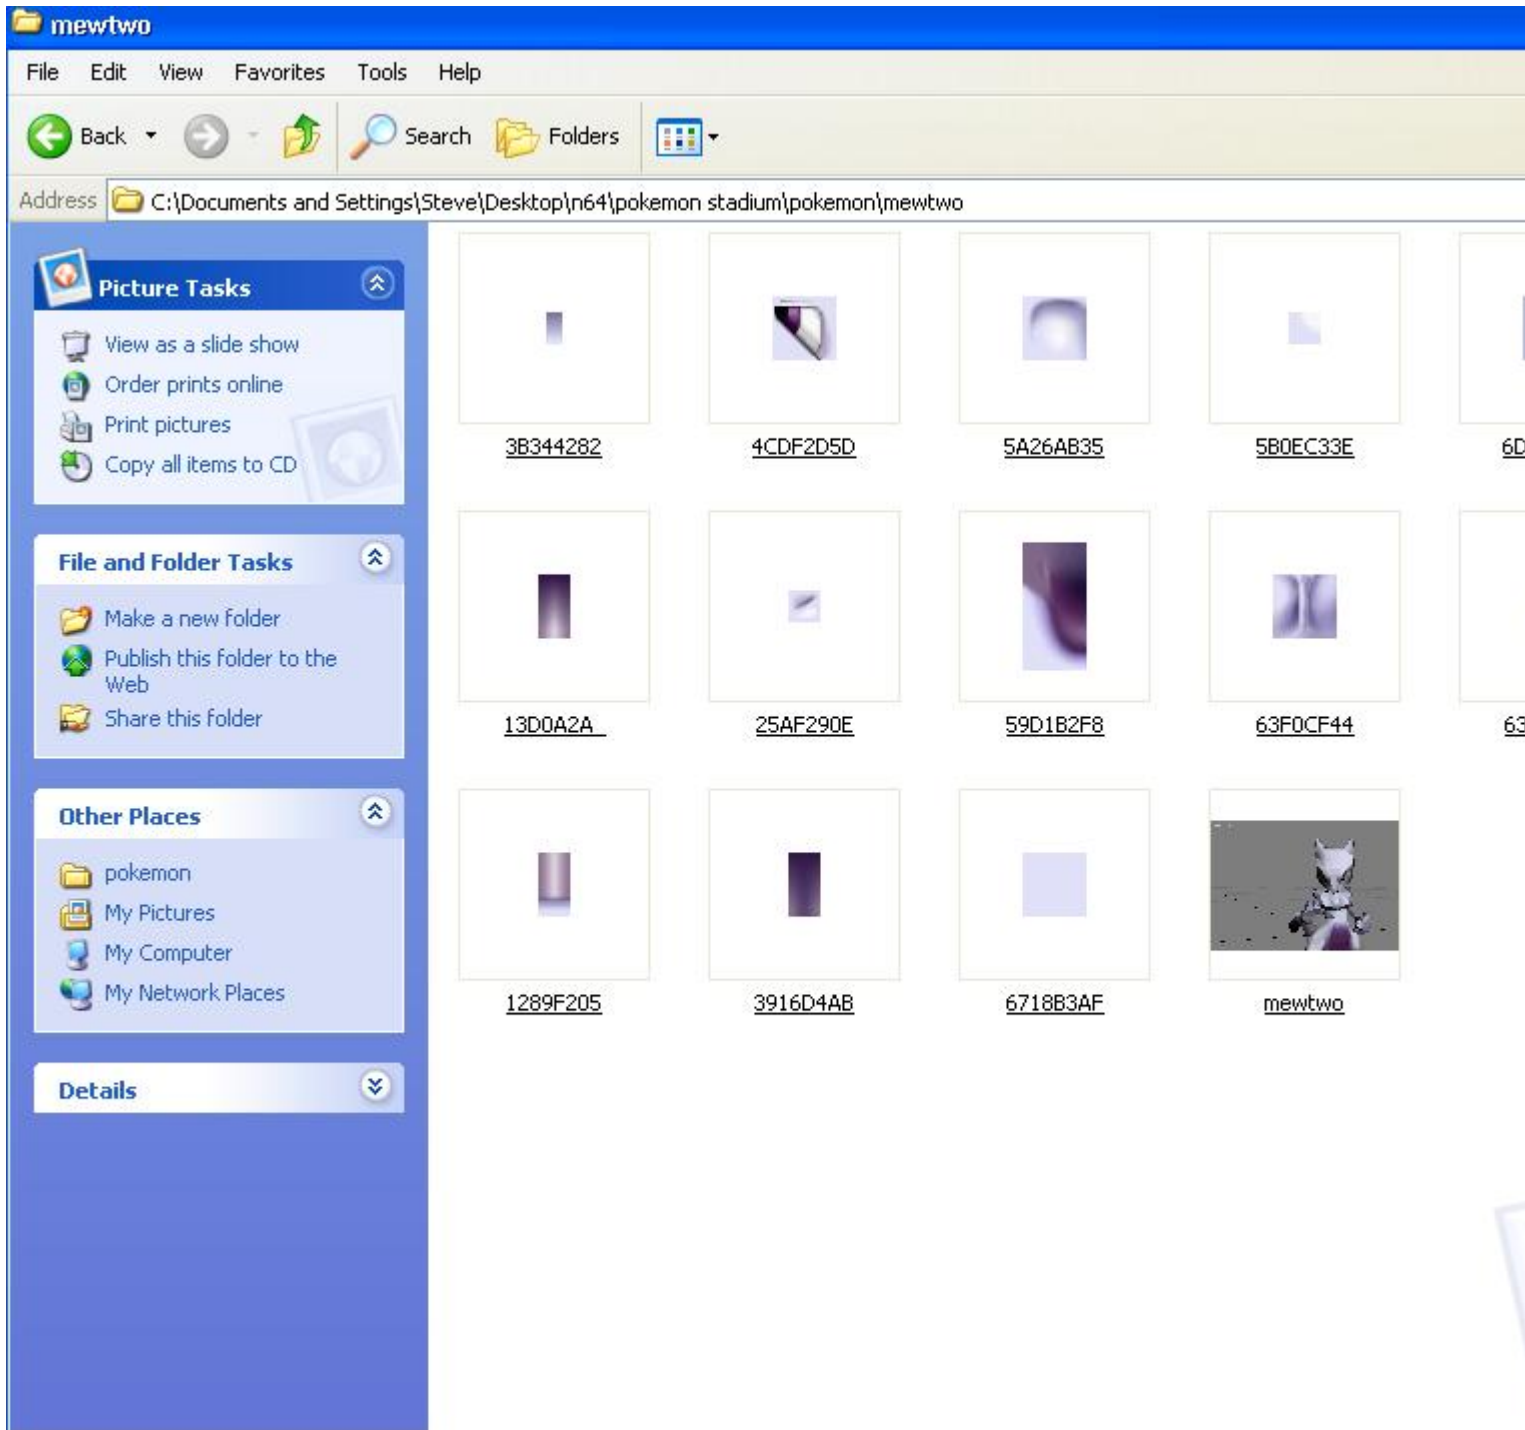 mewtwo
File Edit View Favorites Tools Help
Back Search Folders
Address C:\Documents and Settings\Steve\Desktop\n64\pokemon stadium\pokemon\mewtwo
Picture Tasks
View as a slide show
Order prints online
Print pictures
Copy all items to CD
File and Folder Tasks
Make a new folder
Publish this folder to the
Web
Share this folder
Other Places
pokemon
My Pictures
My Computer
My Network Places
Details
3B344282 4CDF2D5D 5A26AB35 5B0EC33E 6D
13D0A2A_ 25AF290E 59D1B2F8 63F0CF44 63
1289F205 3916D4AB 6718B3AF mewtwo